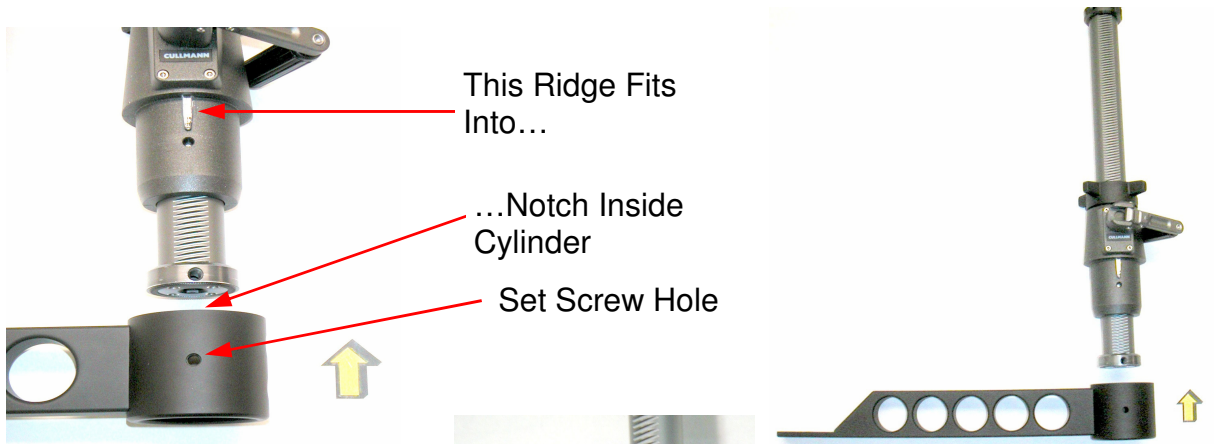 CULLMANN
This Ridge Fits
Into…
…Notch Inside
Cylinder
Set Screw Hole
CULLMANN